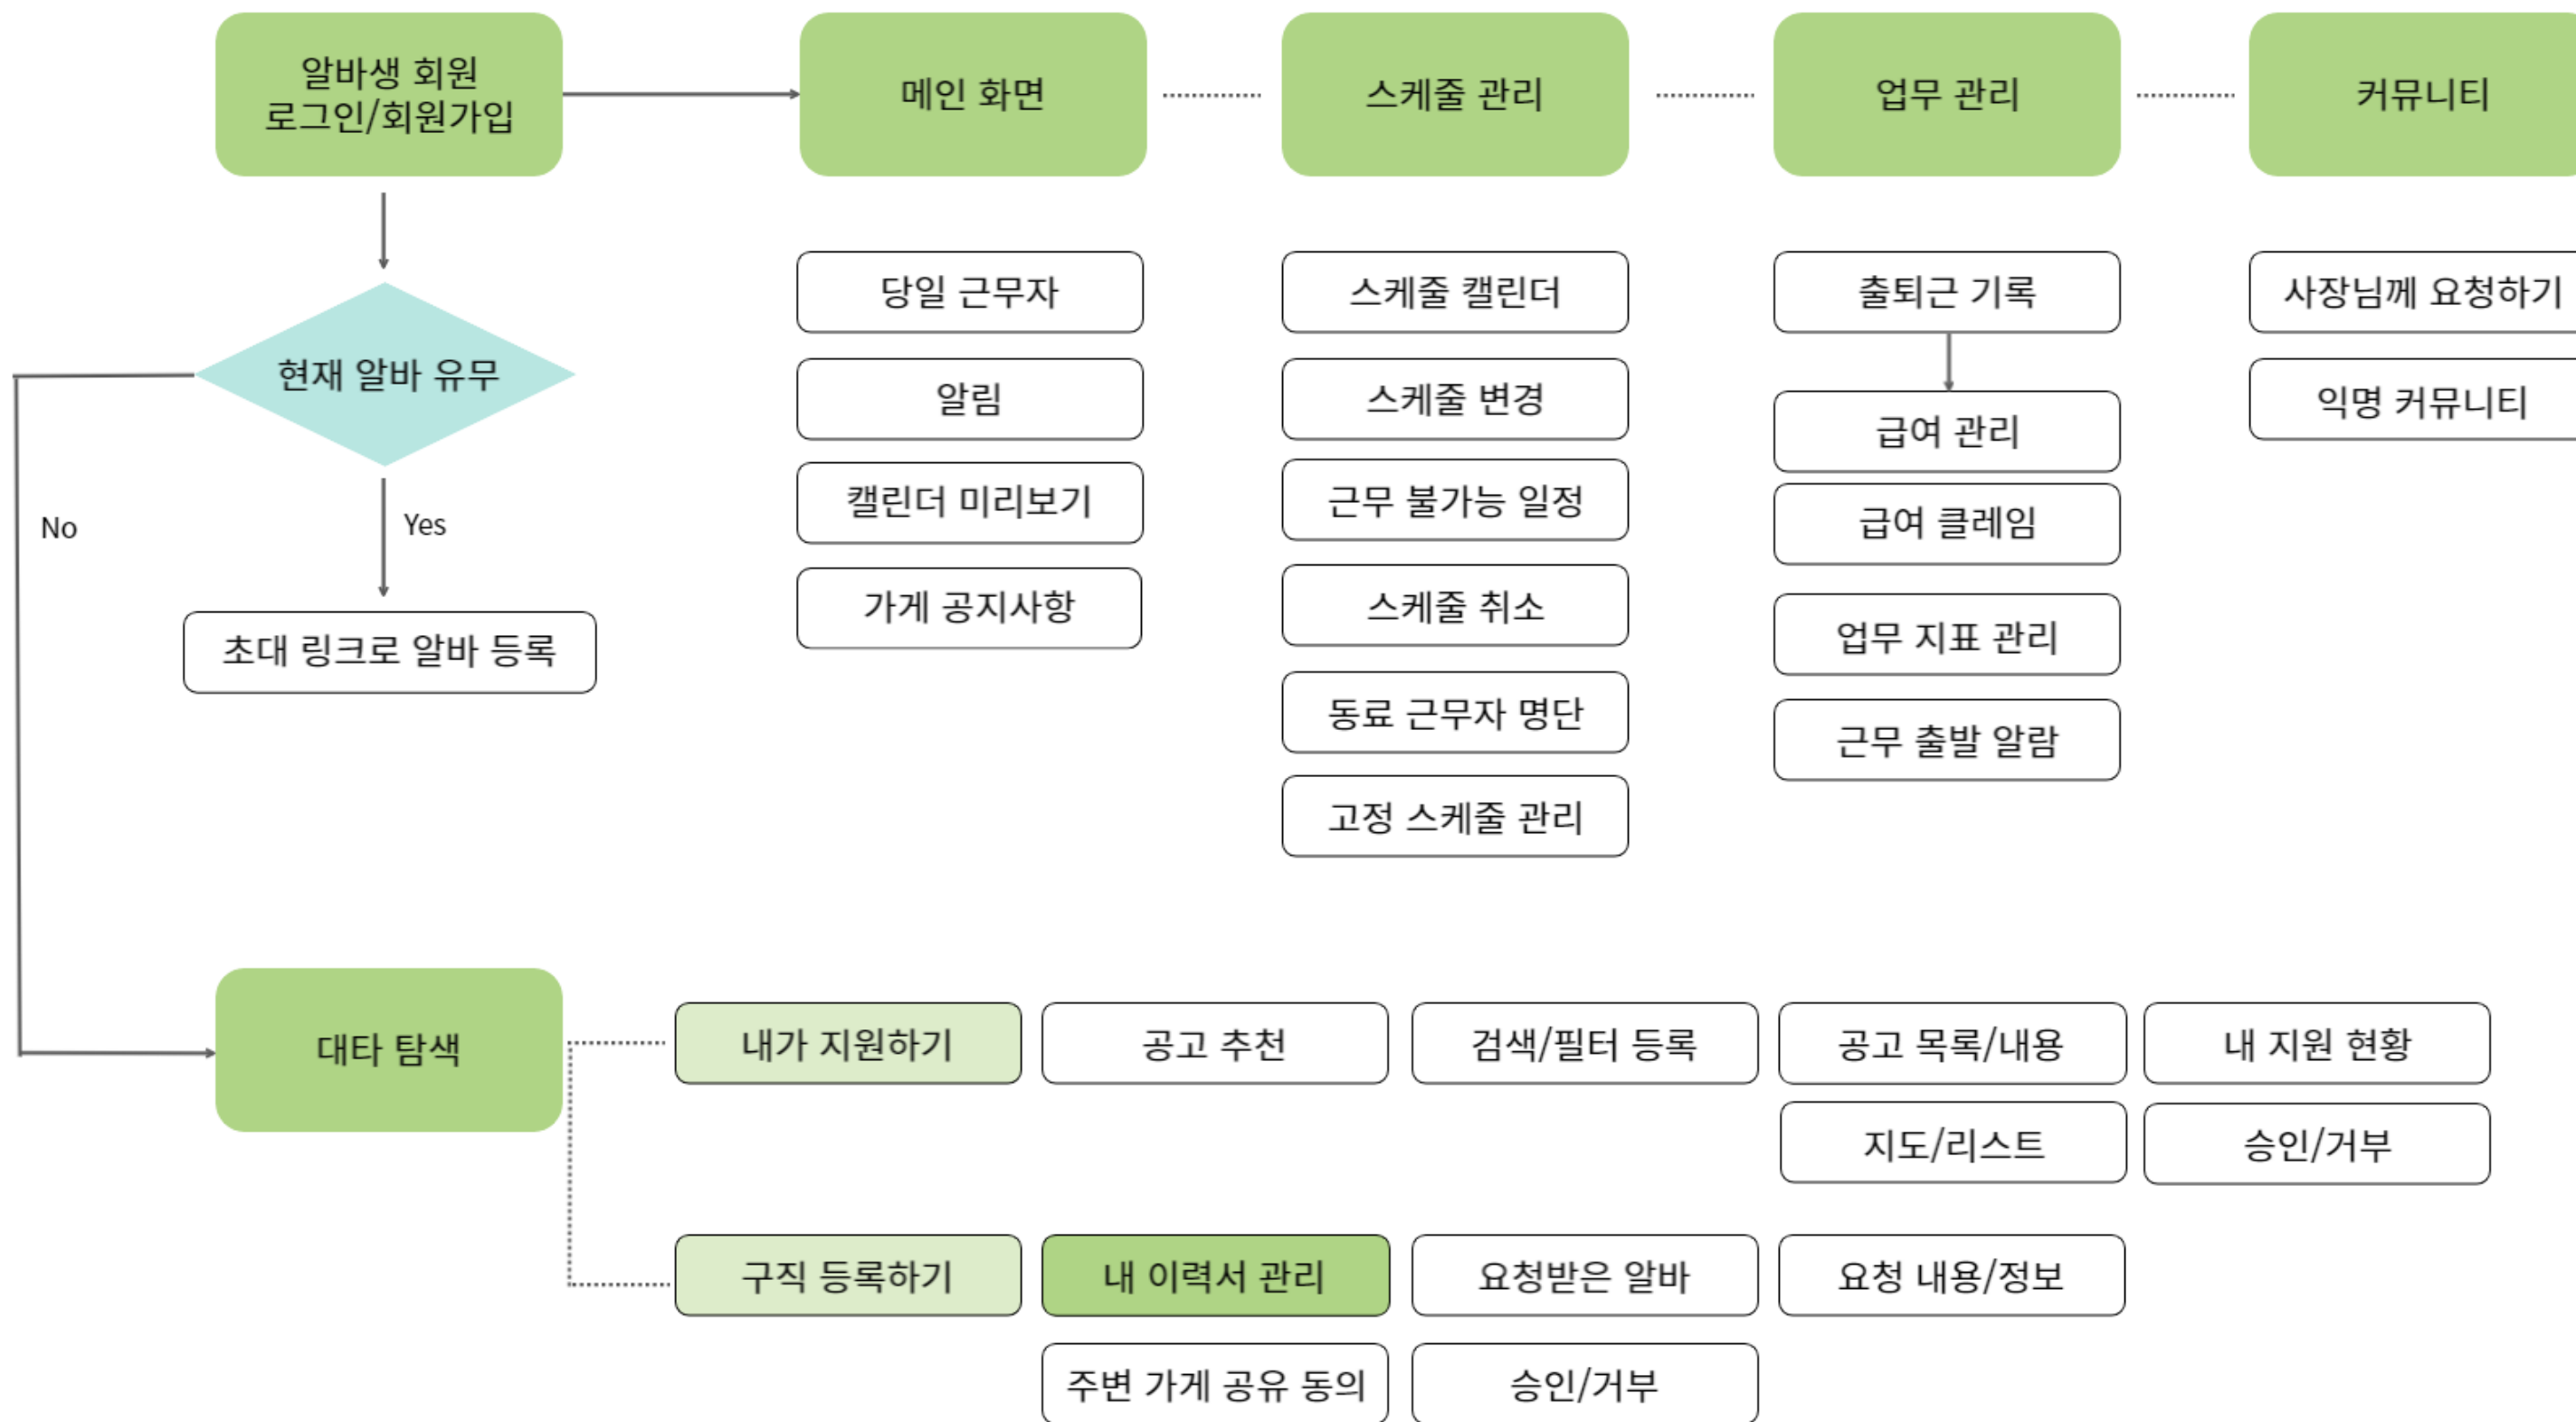 알바생 회원
로그인/회원가입
메인 화면
스케줄 관리
업무 관리
커뮤니티
현재 알바 유무
No
Yes
초대 링크로 알바 등록
당일 근무자
알림
캘린더 미리보기
가게 공지사항
스케줄 캘린더
스케줄 변경
근무 불가능 일정
스케줄 취소
동료 근무자 명단
고정 스케줄 관리
출퇴근 기록
급여 관리
급여 클레임
업무 지표 관리
근무 출발 알람
사장님께 요청하기
익명 커뮤니티
대타 탐색
내가 지원하기
공고 추천
검색/필터 등록
공고 목록/내용
내 지원 현황
지도/리스트
승인/거부
구직 등록하기
내 이력서 관리
요청받은 알바
요청 내용/정보
주변 가게 공유 동의
승인/거부